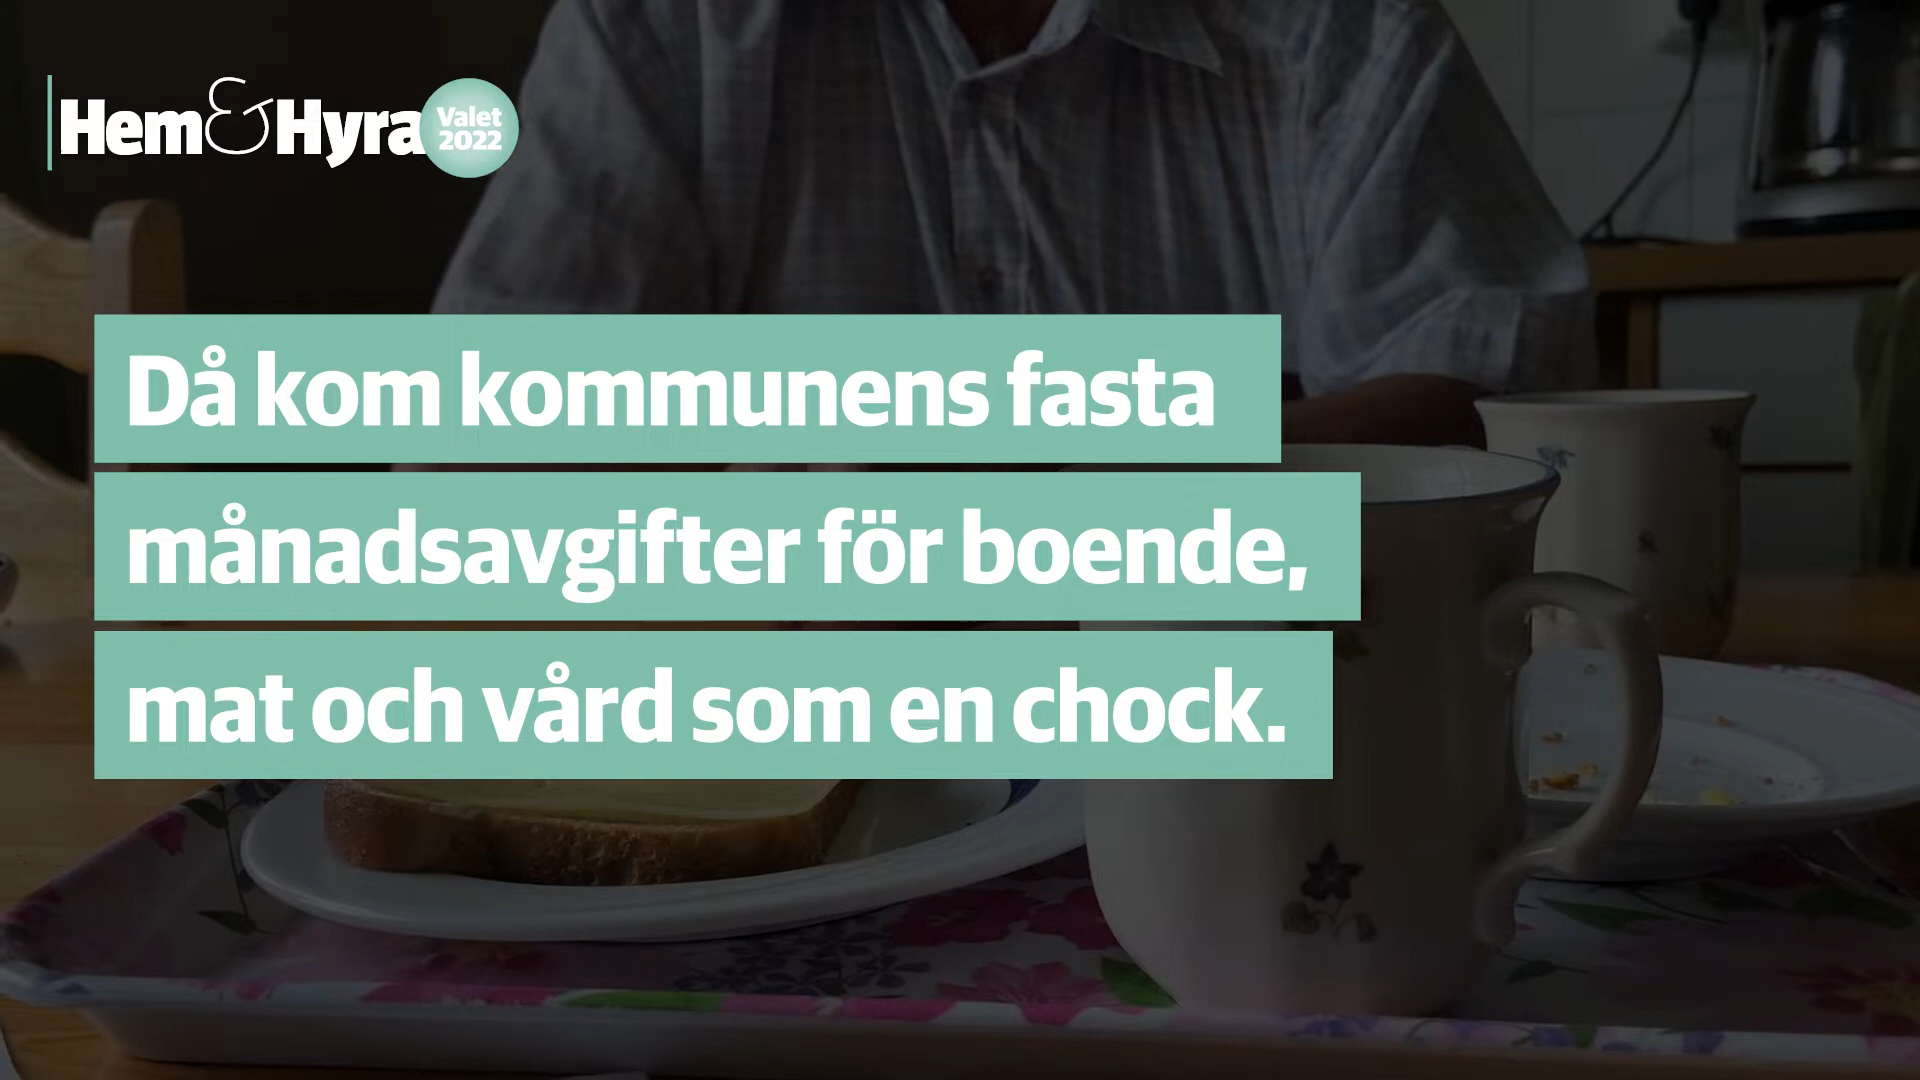 Hem&Hyra
Valet
2022
Då kom kommunens fasta
månadsavgifter för boende,
mat och vård som en chock.